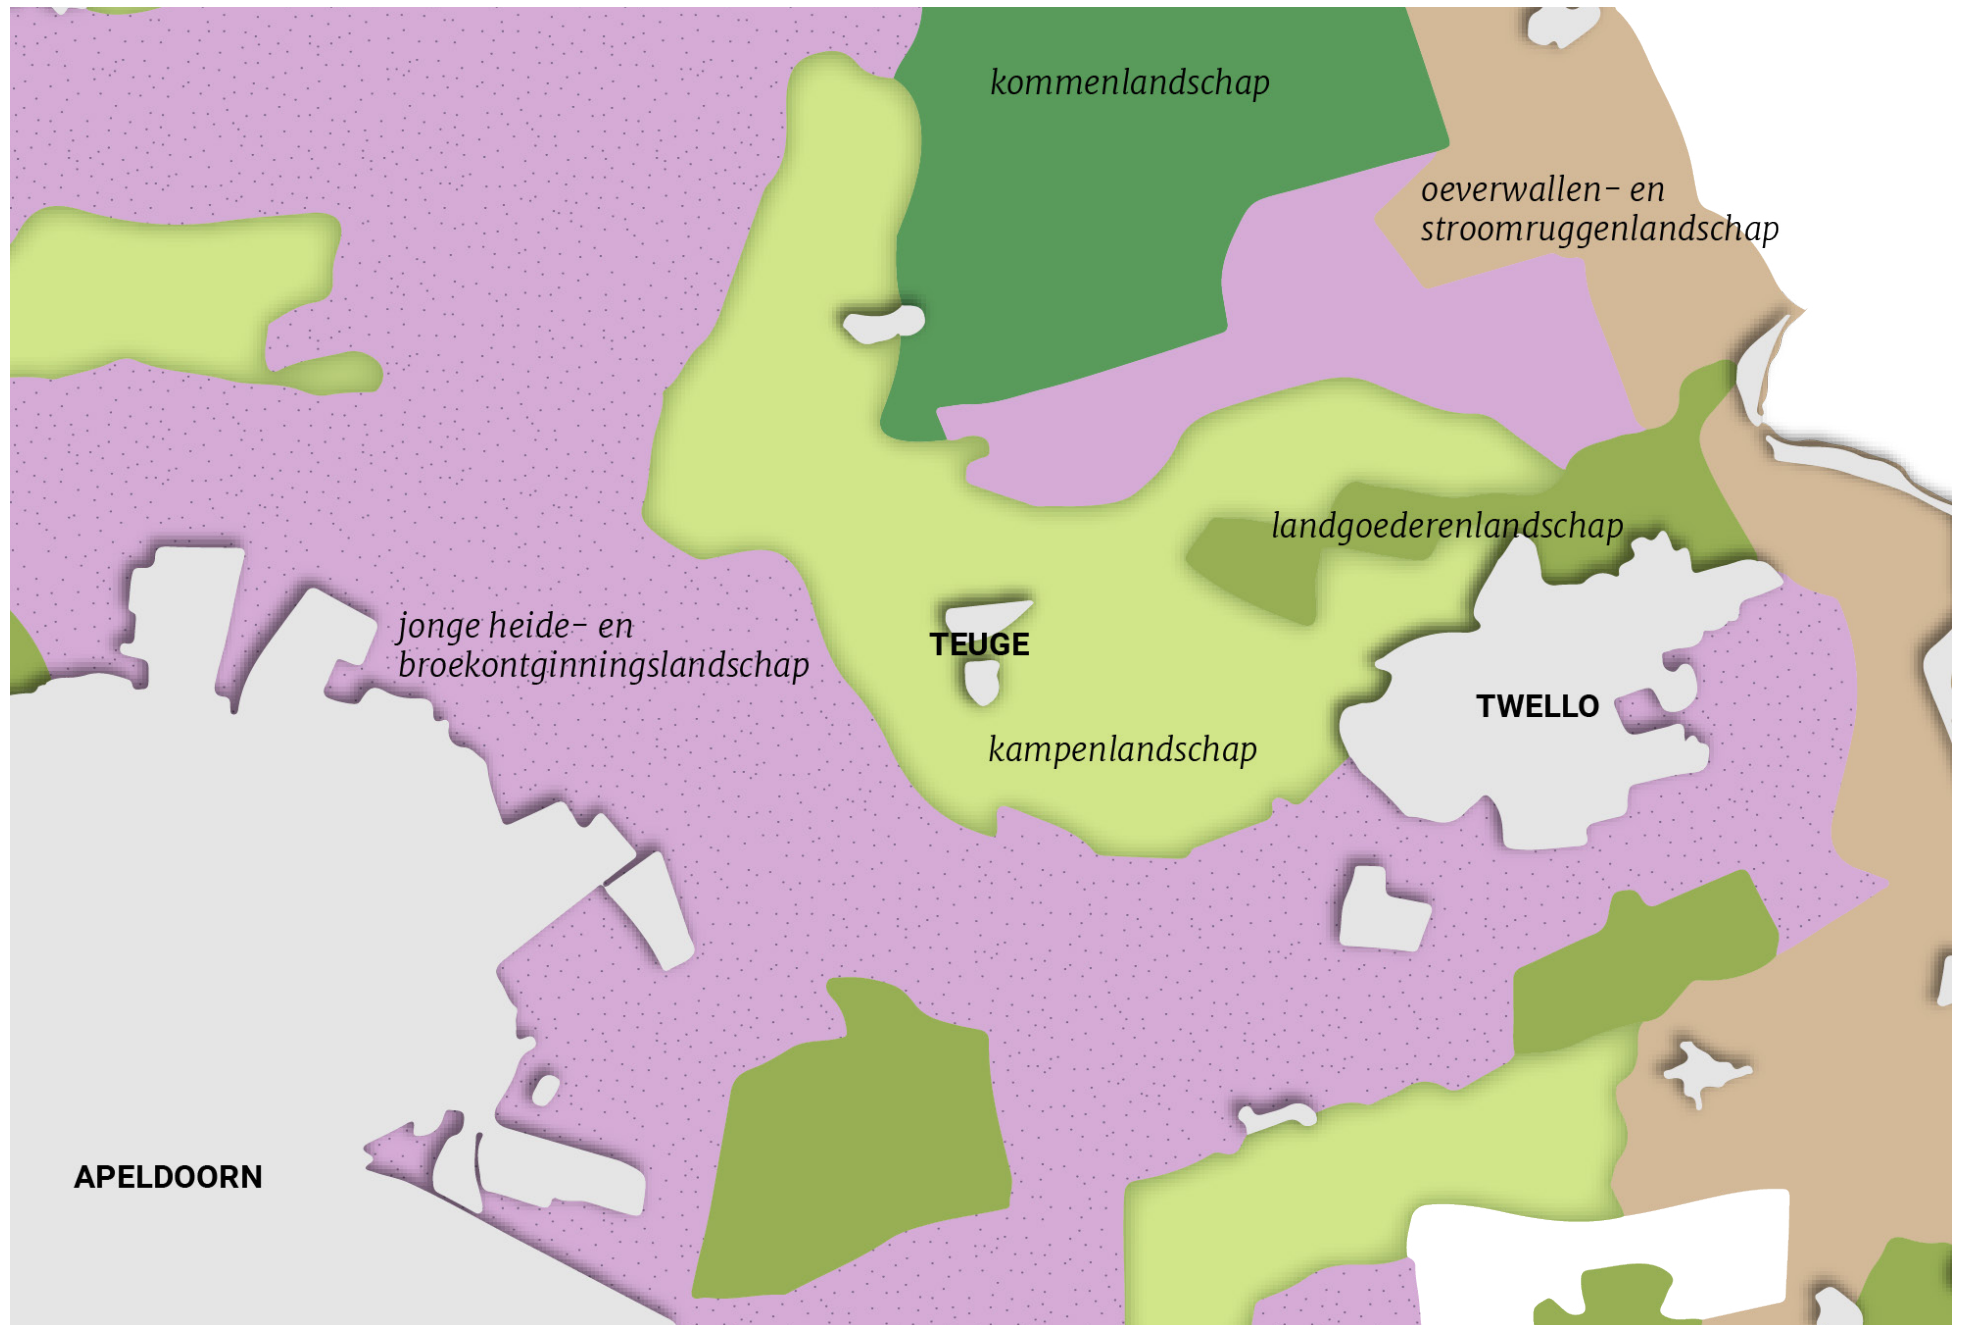 kommenlandschap
oeverwallen- en
stroomruggenlandschap
landgoederenlandschap
jonge heide- en
broekontginningslandschap
TEUGE
TWELLO
kampenlandschap
APELDOORN